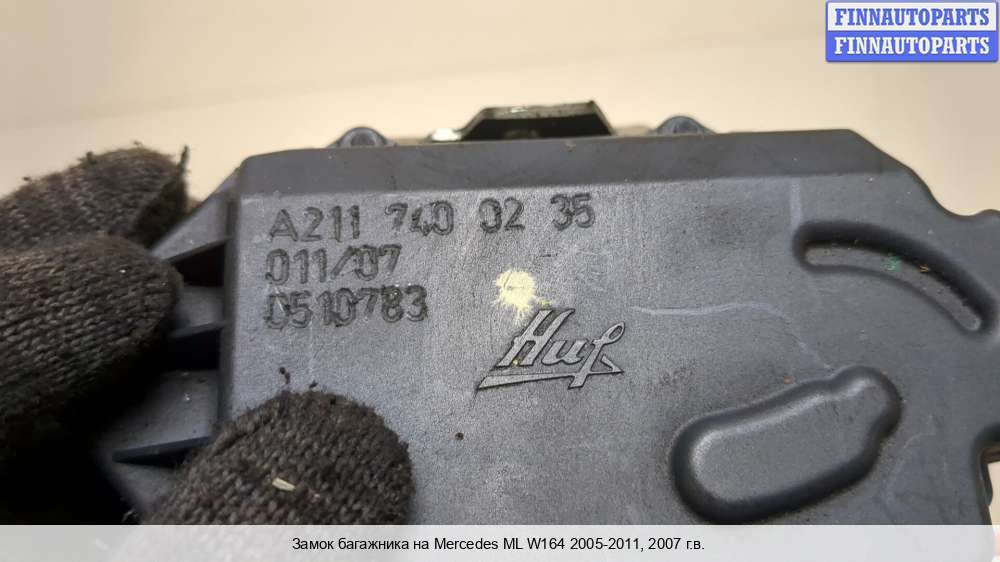 FINNAUTOPARTS
FINNAUTOPARTS
A211 740 02 35
011/07
0510783
Huf
Замок багажника на Mercedes ML W164 2005-2011, 2007 г.в.